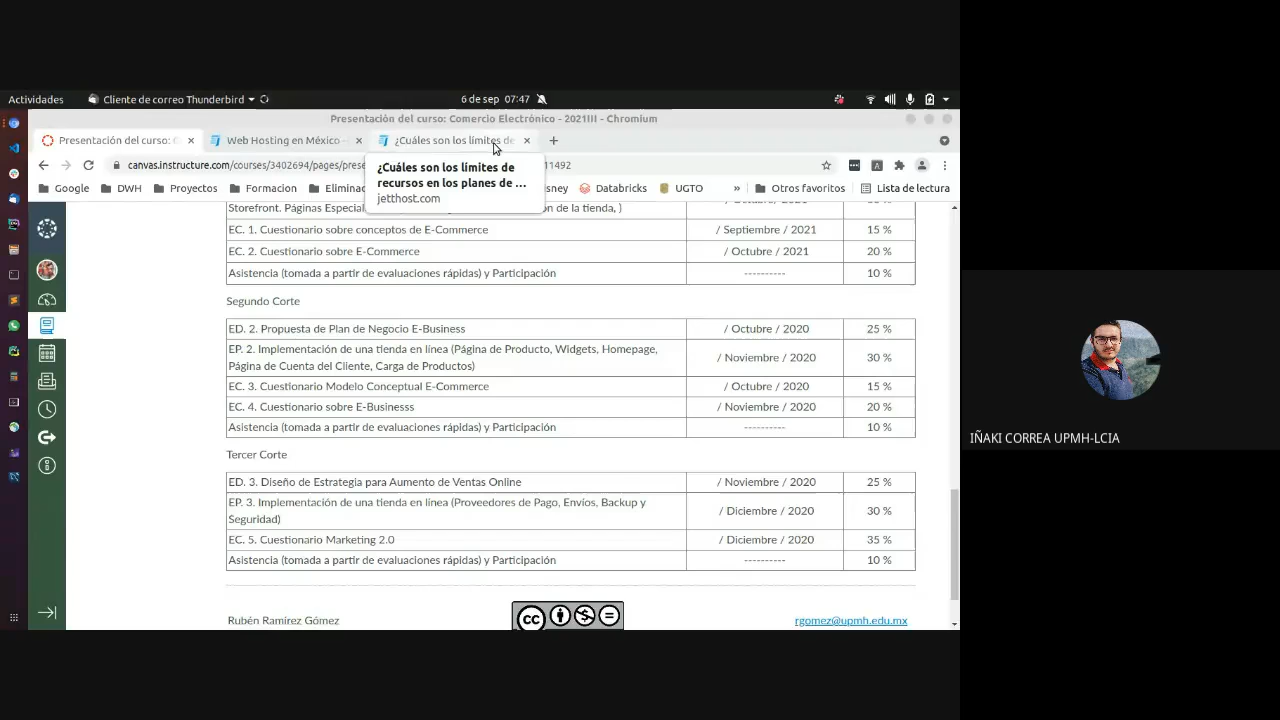 Actividades
Cliente de correo Thunderbird
6 de sep 07:47
Presentación del curso: Comercio Electrónico - 2021III - Chromium
Presentación del curso: C
Web Hosting en México -
¿Cuáles son los límites de
canvas.instructure.com/courses/3402694/pages/prese
11492
¿Cuáles son los límites de
recursos en los planes de ...
jetthost.com
Google
DWH
Proyectos
Formacion
Eliminac
isney
Databricks
UGTO
»
Otros favoritos
Lista de lectura
Storefront. Páginas Especial
ón de la tienda, )
EC. 1. Cuestionario sobre conceptos de E-Commerce / Septiembre / 2021 15 %
EC. 2. Cuestionario sobre E-Commerce / Octubre / 2021 20 %
Asistencia (tomada a partir de evaluaciones rápidas) y Participación ---------- 10 %
Segundo Corte
ED. 2. Propuesta de Plan de Negocio E-Business / Octubre / 2020 25 %
EP. 2. Implementación de una tienda en línea (Página de Producto, Widgets, Homepage,
Página de Cuenta del Cliente, Carga de Productos) / Noviembre / 2020 30 %
EC. 3. Cuestionario Modelo Conceptual E-Commerce / Octubre / 2020 15 %
EC. 4. Cuestionario sobre E-Businesss / Noviembre / 2020 20 %
Asistencia (tomada a partir de evaluaciones rápidas) y Participación ---------- 10 %
Tercer Corte
ED. 3. Diseño de Estrategia para Aumento de Ventas Online / Noviembre / 2020 25 %
EP. 3. Implementación de una tienda en línea (Proveedores de Pago, Envíos, Backup y
Seguridad) / Diciembre / 2020 30 %
EC. 5. Cuestionario Marketing 2.0 / Diciembre / 2020 35 %
Asistencia (tomada a partir de evaluaciones rápidas) y Participación ---------- 10 %
Rubén Ramírez Gómez
cc
rgomez@upmh.edu.mx
IÑAKI CORREA UPMH-LCIA